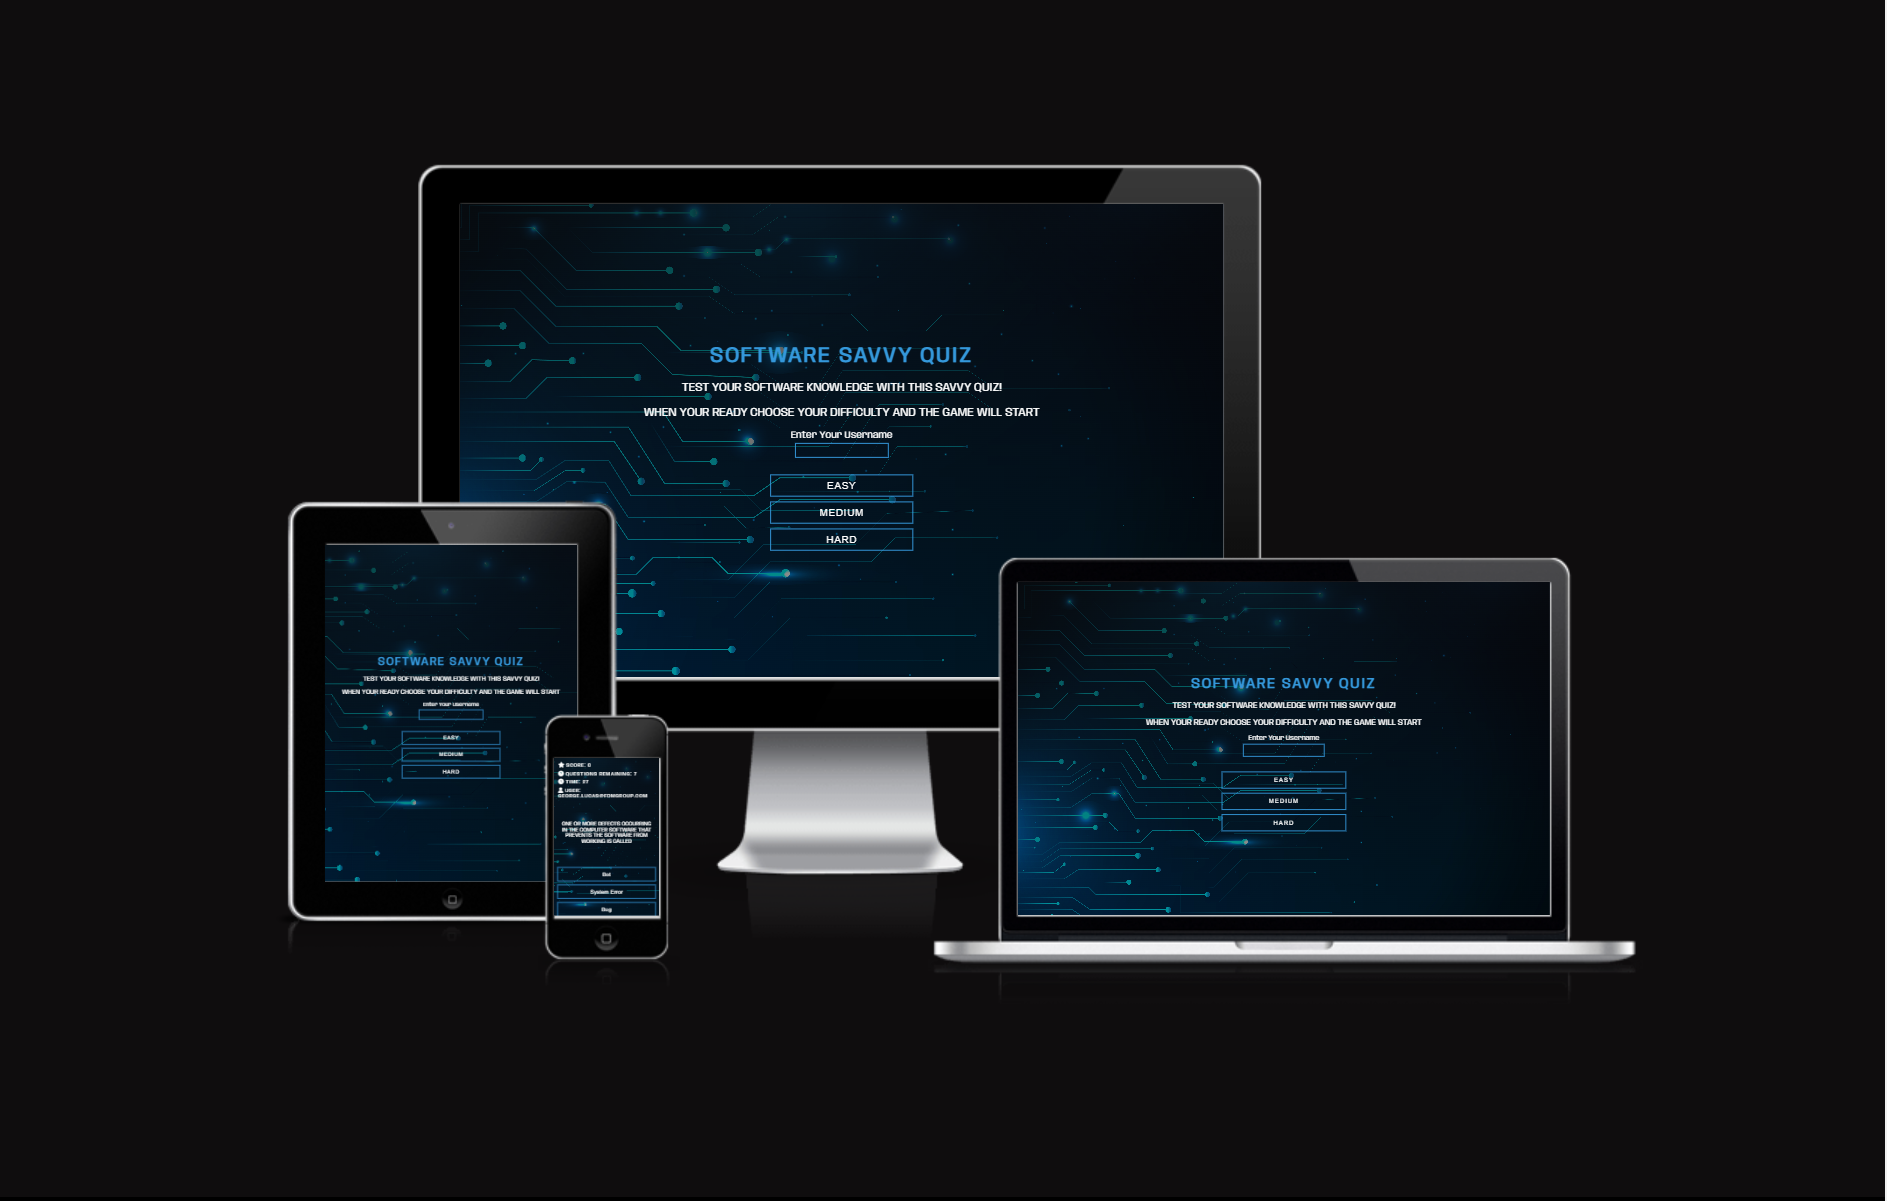 SOFTWARE SAVVY QUIZ
TEST YOUR SOFTWARE KNOWLEDGE WITH THIS SAVVY QUIZ!
WHEN YOUR READY CHOOSE YOUR DIFFICULTY AND THE GAME WILL START
Enter Your Username
EASY
MEDIUM
HARD
SOFTWARE SAVVY QUIZ
TEST YOUR SOFTWARE KNOWLEDGE WITH THIS SAVVY QUIZ!
WHEN YOUR READY CHOOSE YOUR DIFFICULTY AND THE GAME WILL START
Enter Your Username
EASY
MEDIUM
HARD
SCORE: 0
QUESTIONS REMAINING: 7
TIME: 27
USER:
ONE OR MORE DEFECTS OCCURRING
IN THE COMPUTER SOFTWARE THAT
PREVENTS THE SOFTWARE FROM
WORKING IS CALLED
Bot
System Error
Bug
SOFTWARE SAVVY QUIZ
TEST YOUR SOFTWARE KNOWLEDGE WITH THIS SAVVY QUIZ!
WHEN YOUR READY CHOOSE YOUR DIFFICULTY AND THE GAME WILL START
Enter Your Username
EASY
MEDIUM
HARD